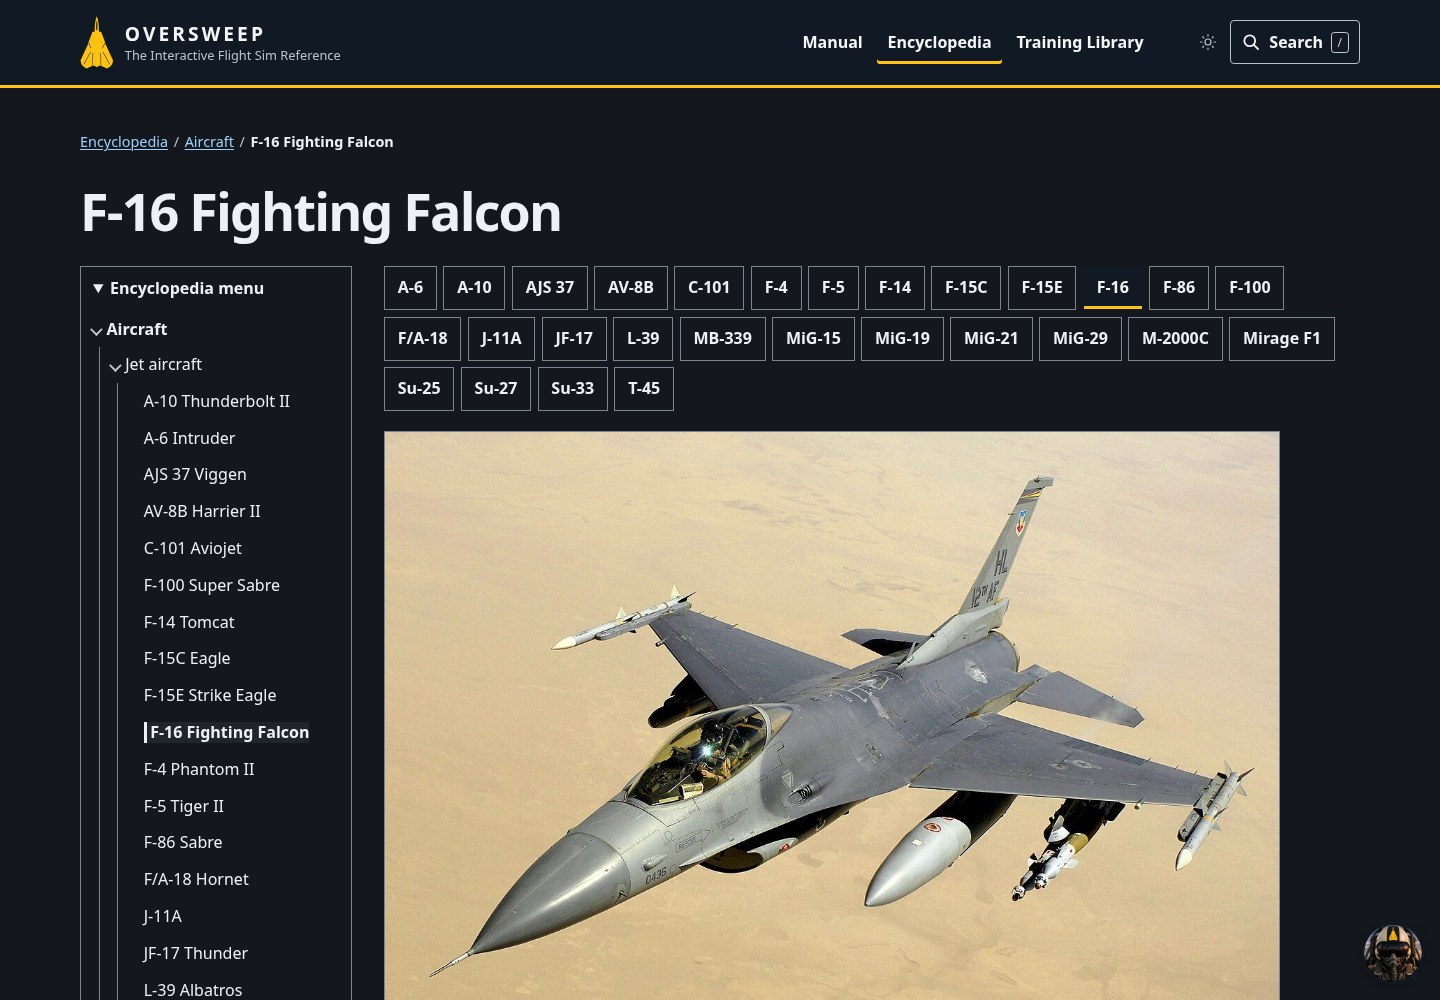 OVERSWEEP
The Interactive Flight Sim Reference
Manual
Encyclopedia
Training Library
Search /
Encyclopedia / Aircraft / F-16 Fighting Falcon
F-16 Fighting Falcon
Encyclopedia menu
Aircraft
Jet aircraft
A-10 Thunderbolt II
A-6 Intruder
AJS 37 Viggen
AV-8B Harrier II
C-101 Aviojet
F-100 Super Sabre
F-14 Tomcat
F-15C Eagle
F-15E Strike Eagle
F-16 Fighting Falcon
F-4 Phantom II
F-5 Tiger II
F-86 Sabre
F/A-18 Hornet
J-11A
JF-17 Thunder
L-39 Albatros
A-6 A-10 AJS 37 AV-8B C-101 F-4 F-5 F-14 F-15C F-15E F-16 F-86 F-100
F/A-18 J-11A JF-17 L-39 MB-339 MiG-15 MiG-19 MiG-21 MiG-29 M-2000C Mirage F1
Su-25 Su-27 Su-33 T-45
HL
12TH AF